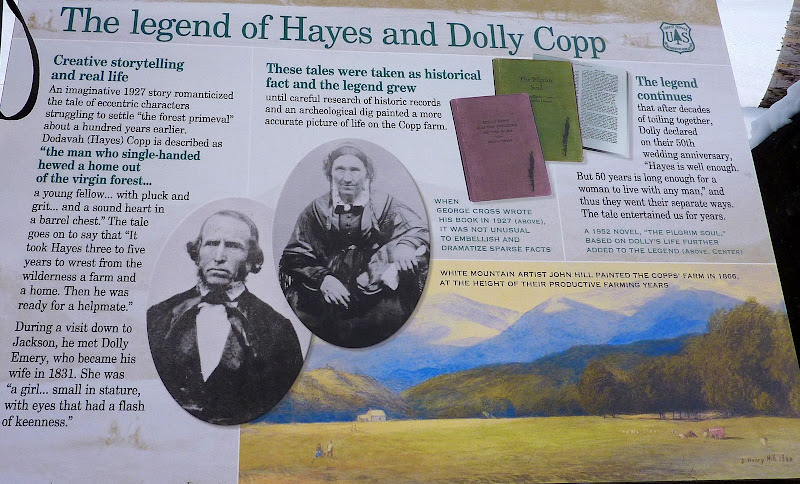 The legend of Hayes and Dolly Copp
UAS
Creative storytelling
and real life
An imaginative 1927 story romanticized
the tale of eccentric characters
struggling to settle "the forest primeval"
about a hundred years earlier.
Dodavah (Hayes) Copp is described as
"the man who single-handed
hewed a home out
of the virgin forest...
a young fellow... with pluck and
grit... and a sound heart in
a barrel chest." The tale
goes on to say that "It
took Hayes three to five
years to wrest from the
wilderness a farm and
a home. Then he was
ready for a helpmate."
During a visit down to
Jackson, he met Dolly
Emery, who became his
wife in 1831. She was
"a girl... small in stature,
with eyes that had a flash
of keenness."
These tales were taken as historical
fact and the legend grew
until careful research of historic records
and an archeological dig painted a more
accurate picture of life on the Copp farm.
WHEN
GEORGE CROSS WROTE
HIS BOOK IN 1927 (ABOVE),
IT WAS NOT UNUSUAL
TO EMBELLISH AND
DRAMATIZE SPARSE FACTS
The legend
continues
that after decades
of toiling together,
Dolly declared
on their 50th
wedding anniversary,
"Hayes is well enough.
But 50 years is long enough for a
woman to live with any man," and
thus they went their separate ways.
The tale entertained us for years.
A 1952 NOVEL, "THE PILGRIM SOUL,"
BASED ON DOLLY'S LIFE FURTHER
ADDED TO THE LEGEND (ABOVE, CENTER)
WHITE MOUNTAIN ARTIST JOHN HILL PAINTED THE COPPS' FARM IN 1866,
AT THE HEIGHT OF THEIR PRODUCTIVE FARMING YEARS